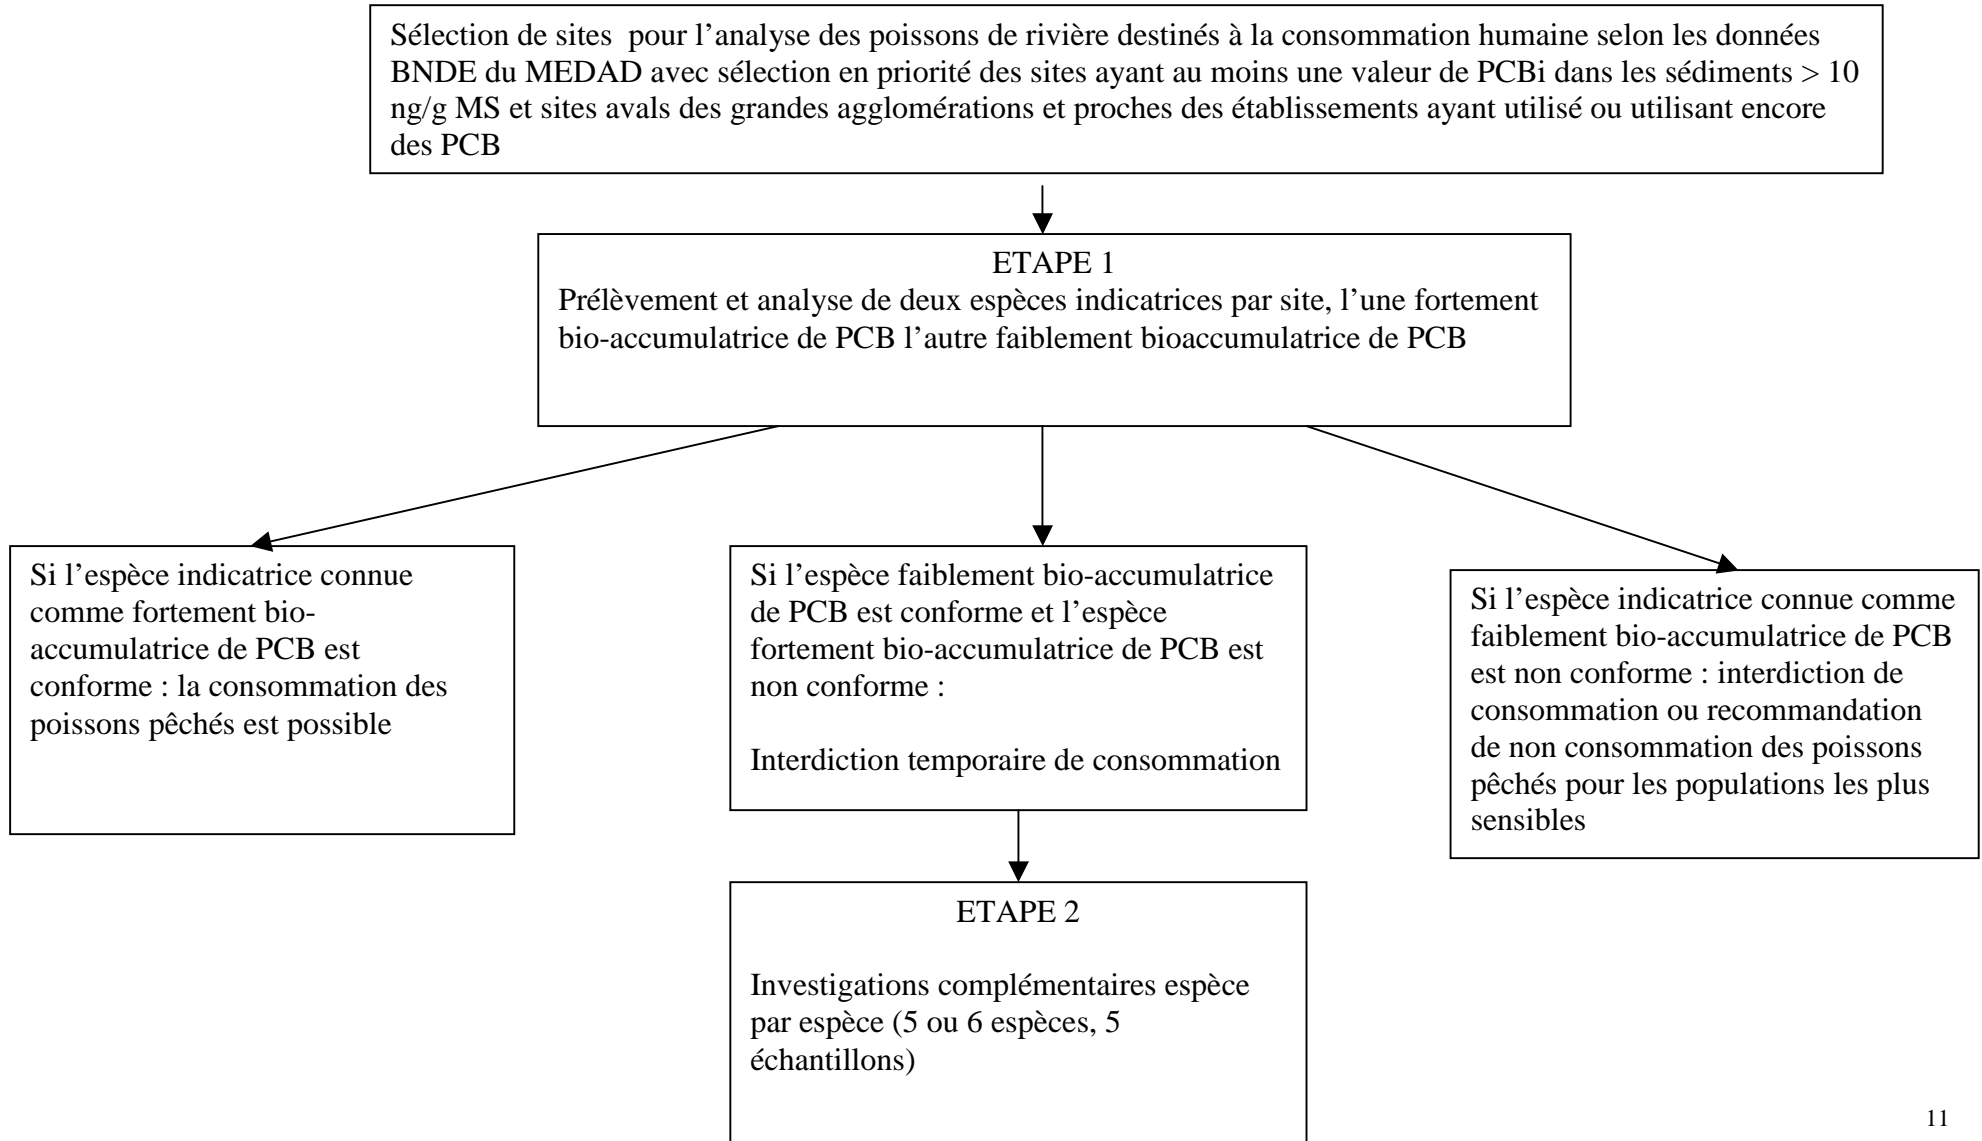 Sélection de sites  pour l’analyse des poissons de rivière destinés à la consommation humaine selon les données
BNDE du MEDAD avec sélection en priorité des sites ayant au moins une valeur de PCBi dans les sédiments > 10
ng/g MS et sites avals des grandes agglomérations et proches des établissements ayant utilisé ou utilisant encore
des PCB
ETAPE 1
Prélèvement et analyse de deux espèces indicatrices par site, l’une fortement
bio-accumulatrice de PCB l’autre faiblement bioaccumulatrice de PCB
Si l’espèce indicatrice connue
comme fortement bio-
accumulatrice de PCB est
conforme : la consommation des
poissons pêchés est possible
Si l’espèce faiblement bio-accumulatrice
de PCB est conforme et l’espèce
fortement bio-accumulatrice de PCB est
non conforme :
Interdiction temporaire de consommation
Si l’espèce indicatrice connue comme
faiblement bio-accumulatrice de PCB
est non conforme : interdiction de
consommation ou recommandation
de non consommation des poissons
pêchés pour les populations les plus
sensibles
ETAPE 2
Investigations complémentaires espèce
par espèce (5 ou 6 espèces, 5
échantillons)
11